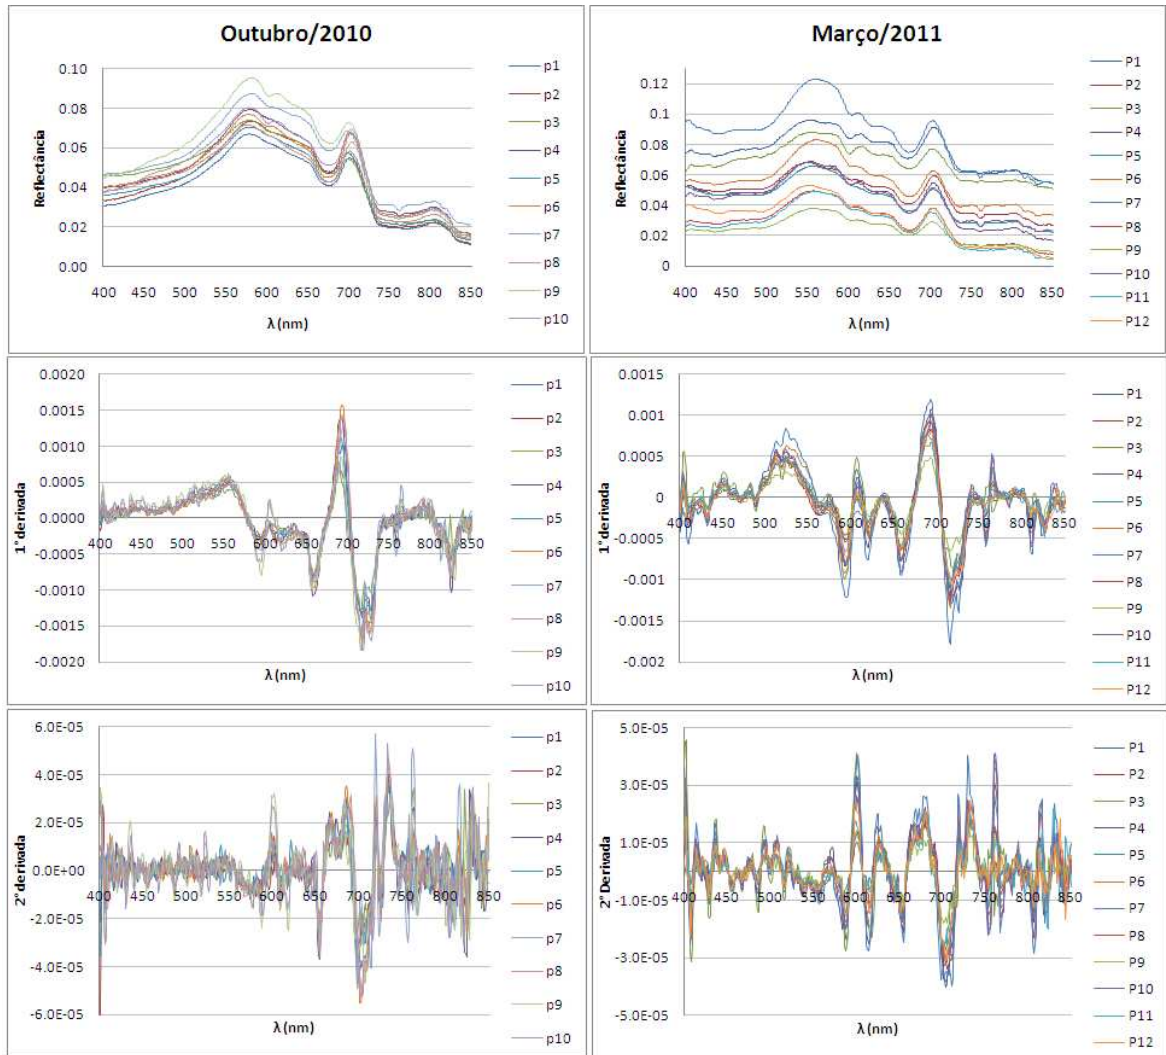 Outubro/2010
Reflectância
0.10
0.08
0.06
0.04
0.02
0.00
400 450 500 550 600 650 700 750 800 850
λ (nm)
p1
p2
p3
p4
p5
p6
p7
p8
p9
p10
Março/2011
Reflectância
0.12
0.1
0.08
0.06
0.04
0.02
0
400 450 500 550 600 650 700 750 800 850
λ (nm)
P1
P2
P3
P4
P5
P6
P7
P8
P9
P10
P11
P12
1° derivada
0.0020
0.0015
0.0010
0.0005
0.0000
-0.0005
-0.0010
-0.0015
-0.0020
400 450 500 550 600 650 700 750 800 850
λ (nm)
p1
p2
p3
p4
p5
p6
p7
p8
p9
p10
1° derivada
0.0015
0.001
0.0005
0
-0.0005
-0.001
-0.0015
-0.002
400 450 500 550 600 650 700 750 800 850
λ (nm)
P1
P2
P3
P4
P5
P6
P7
P8
P9
P10
P11
P12
2° derivada
6.0E-05
4.0E-05
2.0E-05
0.0E+00
-2.0E-05
-4.0E-05
-6.0E-05
400 450 500 550 600 650 700 750 800 850
λ (nm)
p1
p2
p3
p4
p5
p6
p7
p8
p9
p10
2° Derivada
5.0E-05
3.0E-05
1.0E-05
-1.0E-05
-3.0E-05
-5.0E-05
400 450 500 550 600 650 700 750 800 850
λ (nm)
P1
P2
P3
P4
P5
P6
P7
P8
P9
P10
P11
P12